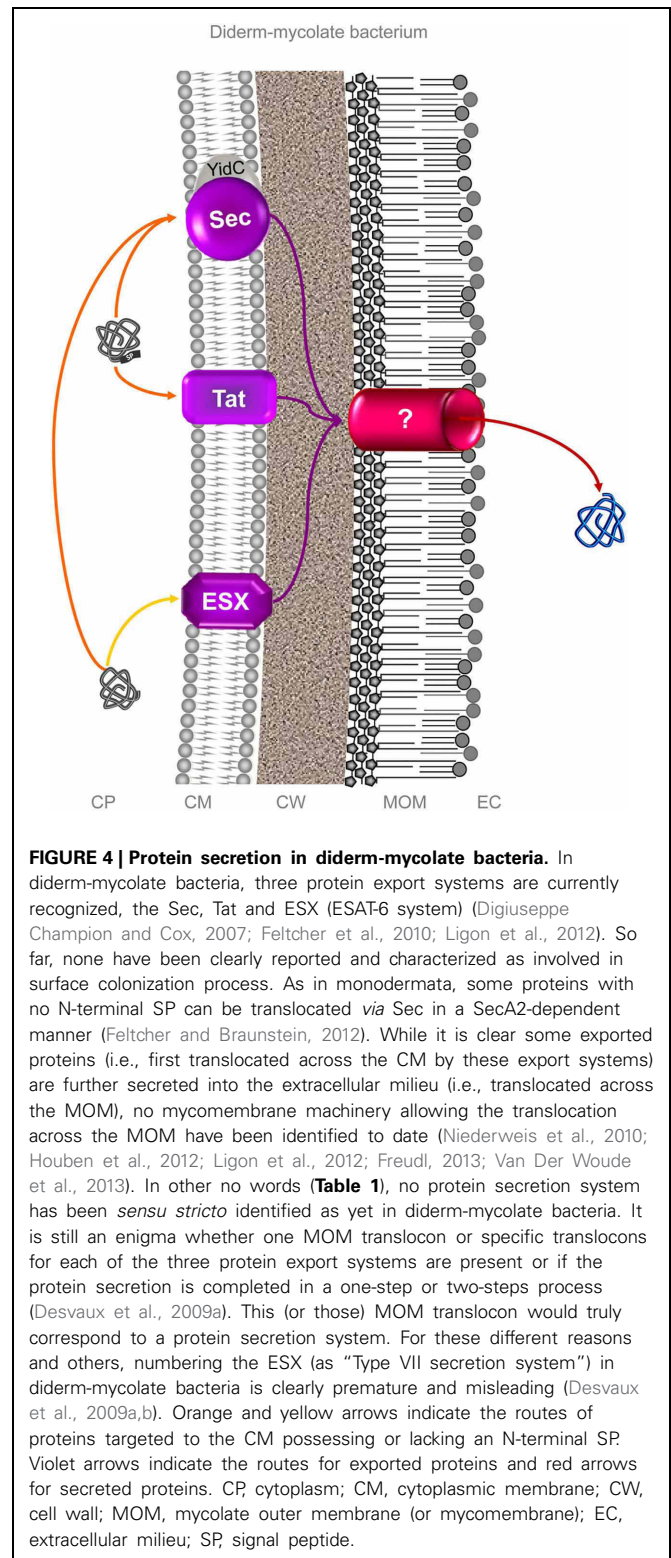 Diderm-mycolate bacterium
YidC
Sec
SP
Tat
?
ESX
CP CM CW MOM EC
FIGURE 4 | Protein secretion in diderm-mycolate bacteria. In
diderm-mycolate bacteria, three protein export systems are currently
recognized, the Sec, Tat and ESX (ESAT-6 system) (Digiuseppe
Champion and Cox, 2007; Feltcher et al., 2010; Ligon et al., 2012). So
far, none have been clearly reported and characterized as involved in
surface colonization process. As in monodermata, some proteins with
no N-terminal SP can be translocated via Sec in a SecA2-dependent
manner (Feltcher and Braunstein, 2012). While it is clear some exported
proteins (i.e., first translocated across the CM by these export systems)
are further secreted into the extracellular milieu (i.e., translocated across
the MOM), no mycomembrane machinery allowing the translocation
across the MOM have been identified to date (Niederweis et al., 2010;
Houben et al., 2012; Ligon et al., 2012; Freudl, 2013; Van Der Woude
et al., 2013). In other no words (Table 1), no protein secretion system
has been sensu stricto identified as yet in diderm-mycolate bacteria. It
is still an enigma whether one MOM translocon or specific translocons
for each of the three protein export systems are present or if the
protein secretion is completed in a one-step or two-steps process
(Desvaux et al., 2009a). This (or those) MOM translocon would truly
correspond to a protein secretion system. For these different reasons
and others, numbering the ESX (as "Type VII secretion system") in
diderm-mycolate bacteria is clearly premature and misleading (Desvaux
et al., 2009a,b). Orange and yellow arrows indicate the routes of
proteins targeted to the CM possessing or lacking an N-terminal SP.
Violet arrows indicate the routes for exported proteins and red arrows
for secreted proteins. CP, cytoplasm; CM, cytoplasmic membrane; CW,
cell wall; MOM, mycolate outer membrane (or mycomembrane); EC,
extracellular milieu; SP, signal peptide.